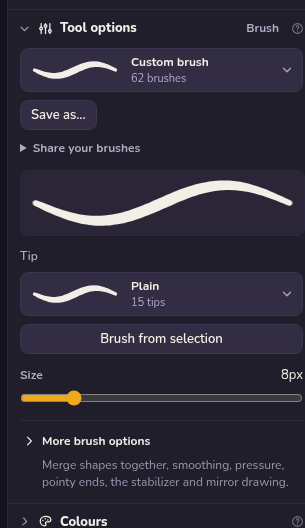 Tool options Brush
Custom brush
62 brushes
Save as...
Share your brushes
Tip
Plain
15 tips
Brush from selection
Size 8px
More brush options
Merge shapes together, smoothing, pressure,
pointy ends, the stabilizer and mirror drawing.
Colours